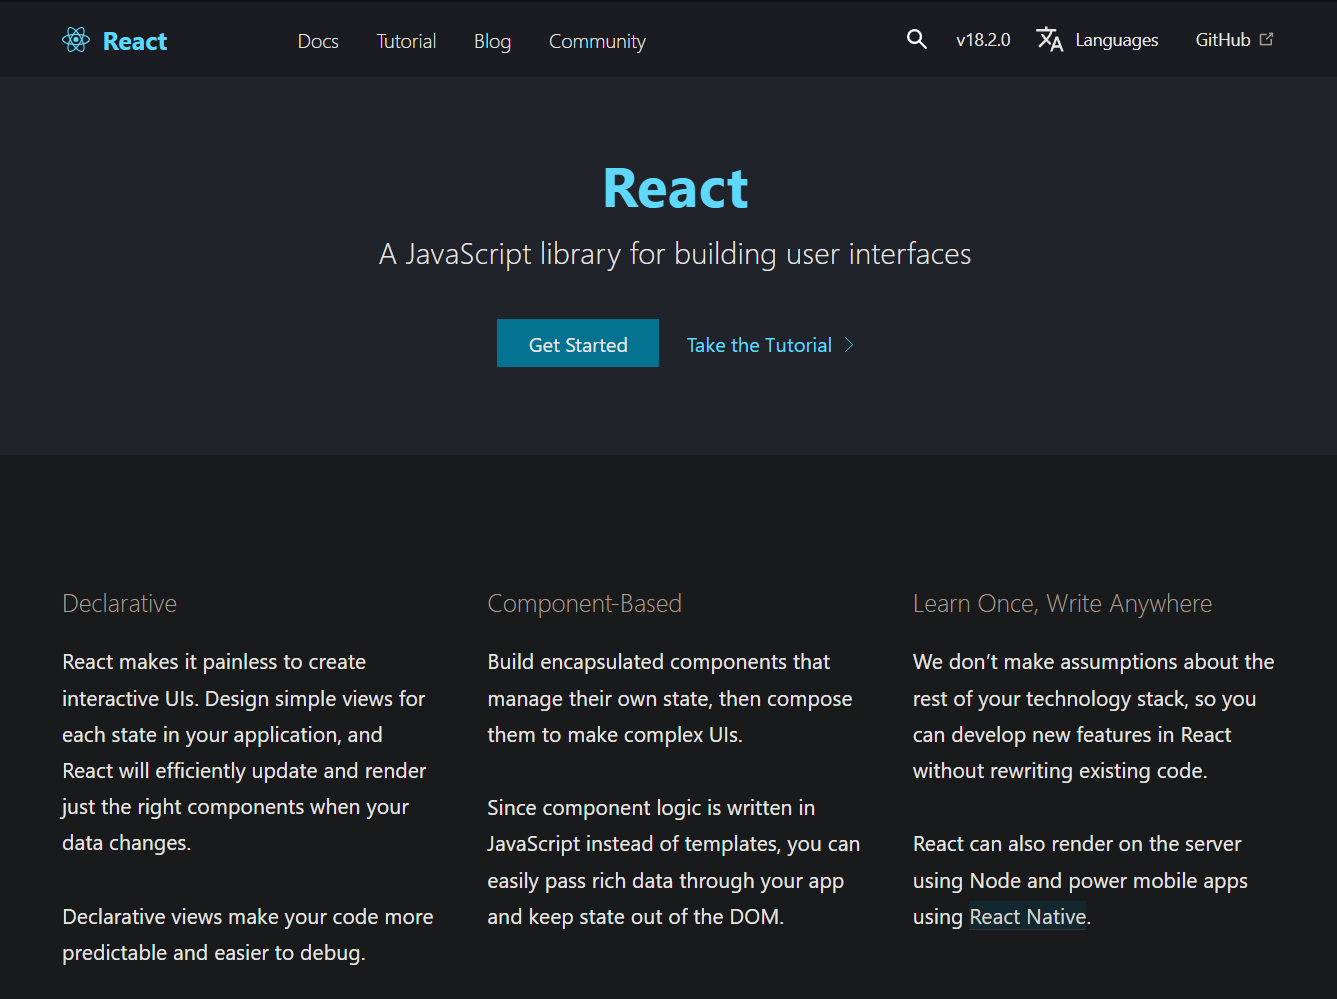 React
Docs Tutorial Blog Community
v18.2.0 Languages GitHub
React
A JavaScript library for building user interfaces
Get Started Take the Tutorial
Declarative
React makes it painless to create
interactive UIs. Design simple views for
each state in your application, and
React will efficiently update and render
just the right components when your
data changes.
Declarative views make your code more
predictable and easier to debug.
Component-Based
Build encapsulated components that
manage their own state, then compose
them to make complex UIs.
Since component logic is written in
JavaScript instead of templates, you can
easily pass rich data through your app
and keep state out of the DOM.
Learn Once, Write Anywhere
We don’t make assumptions about the
rest of your technology stack, so you
can develop new features in React
without rewriting existing code.
React can also render on the server
using Node and power mobile apps
using React Native.